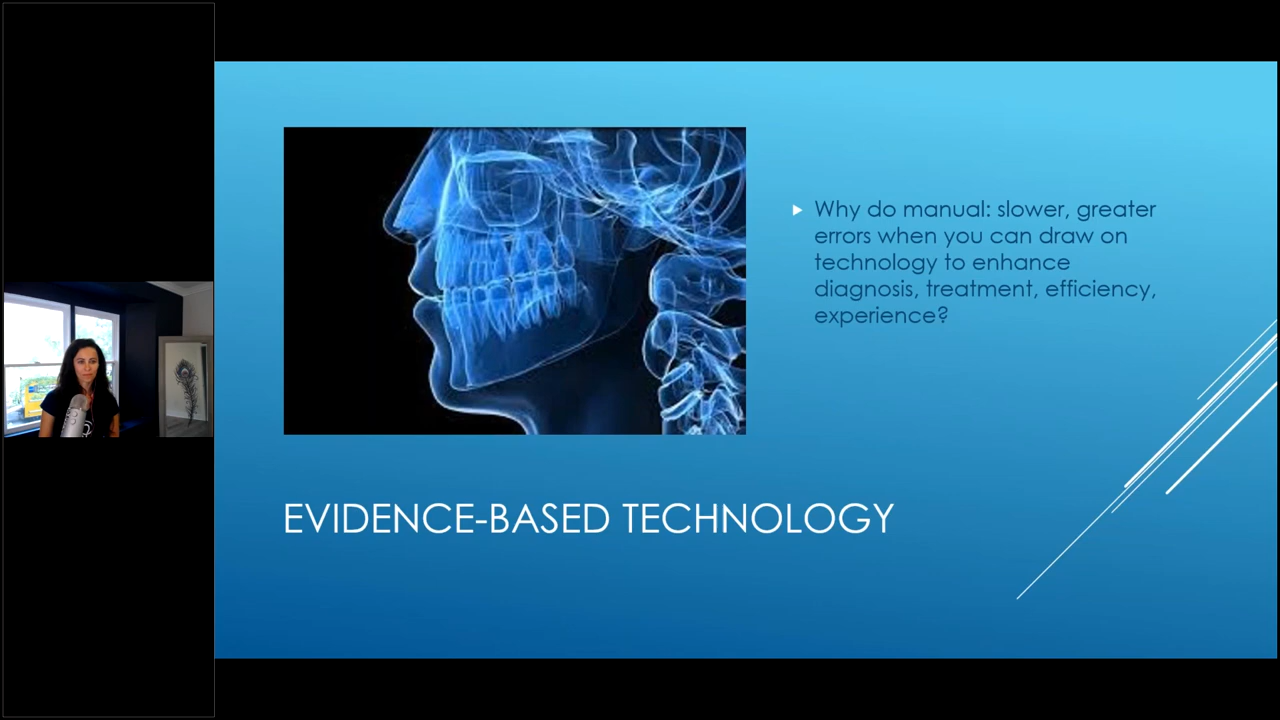 Why do manual: slower, greater
errors when you can draw on
technology to enhance
diagnosis, treatment, efficiency,
experience?
EVIDENCE-BASED TECHNOLOGY